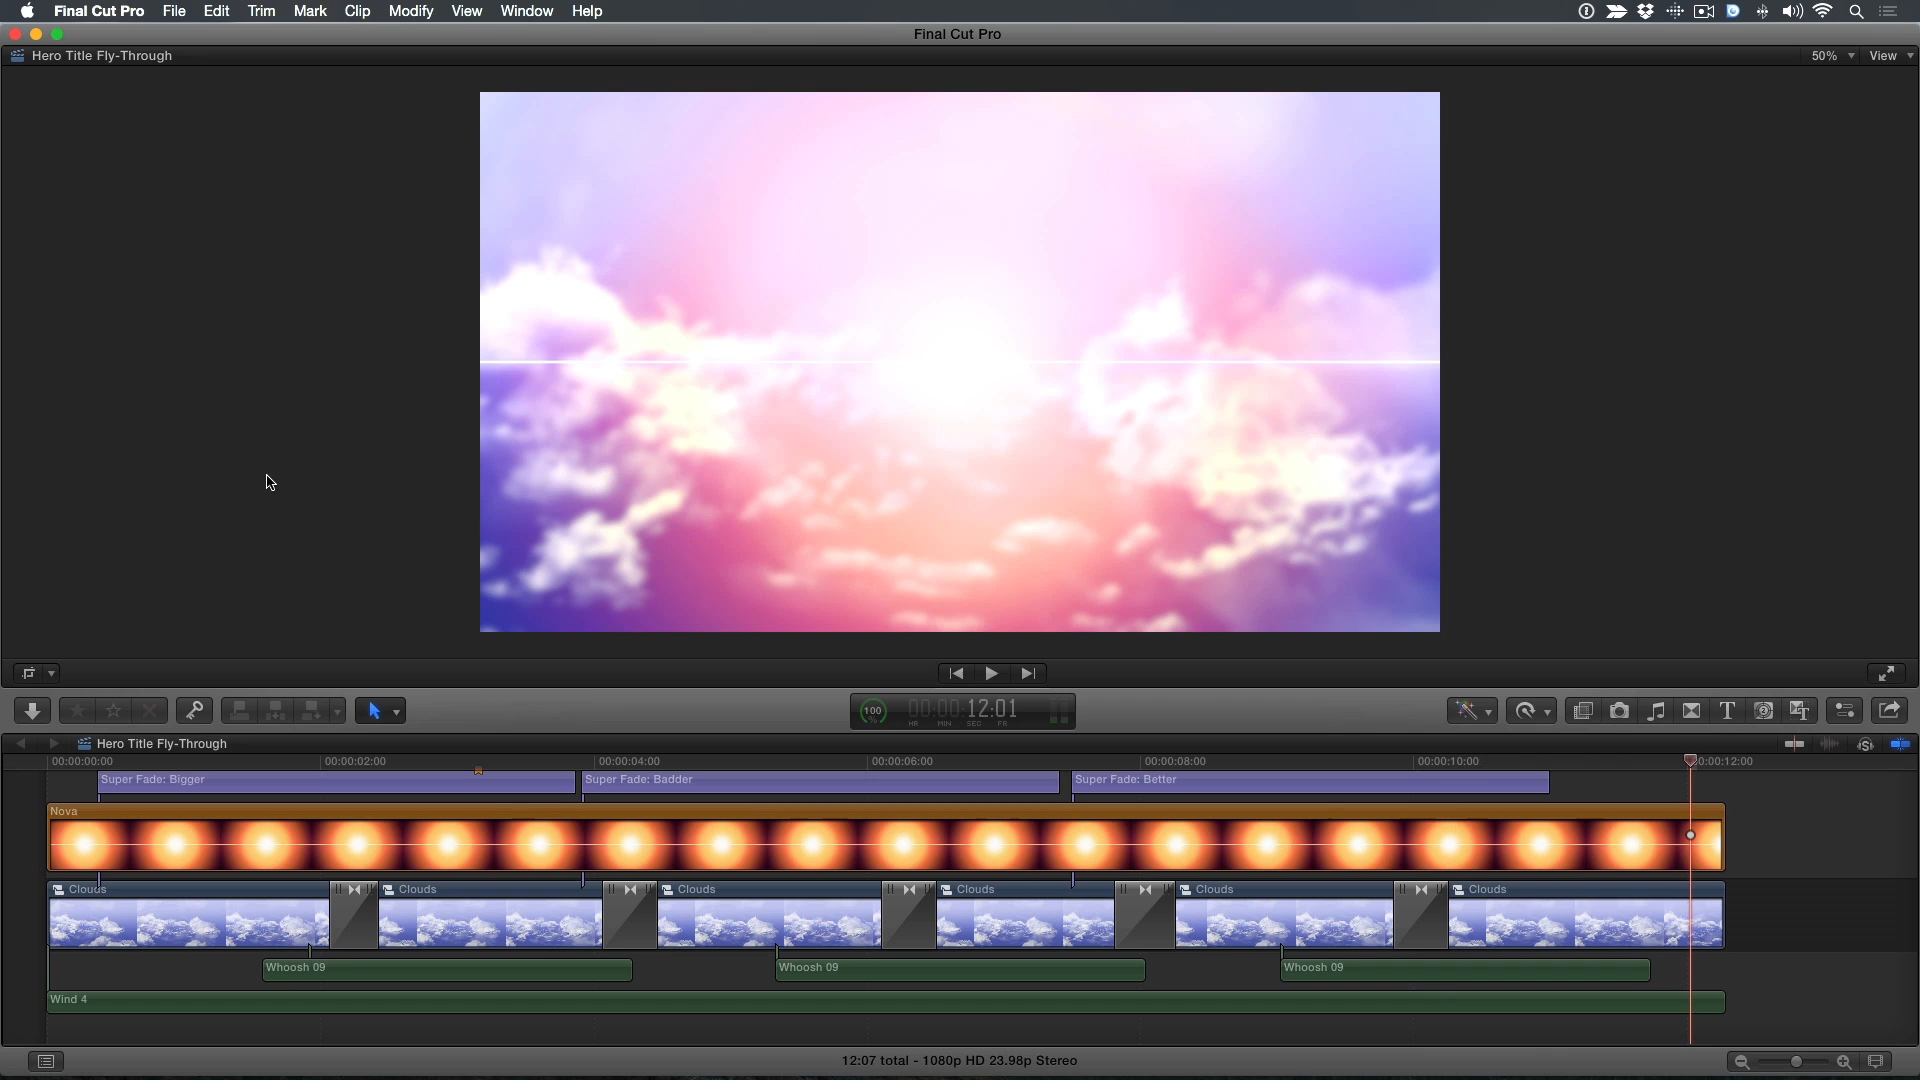 Final Cut Pro File Edit Trim Mark Clip Modify View Window Help
Final Cut Pro
Hero Title Fly-Through 50% View
100 % 00:00:12:01
HR MIN SEC FR
Hero Title Fly-Through
00:00:00:00 00:00:02:00 00:00:04:00 00:00:06:00 00:00:08:00 00:00:10:00 0:00:12:00
Super Fade: Bigger Super Fade: Badder Super Fade: Better
Nova
Clouds Clouds Clouds Clouds Clouds Clouds
Whoosh 09 Whoosh 09 Whoosh 09
Wind 4
12:07 total - 1080p HD 23.98p Stereo